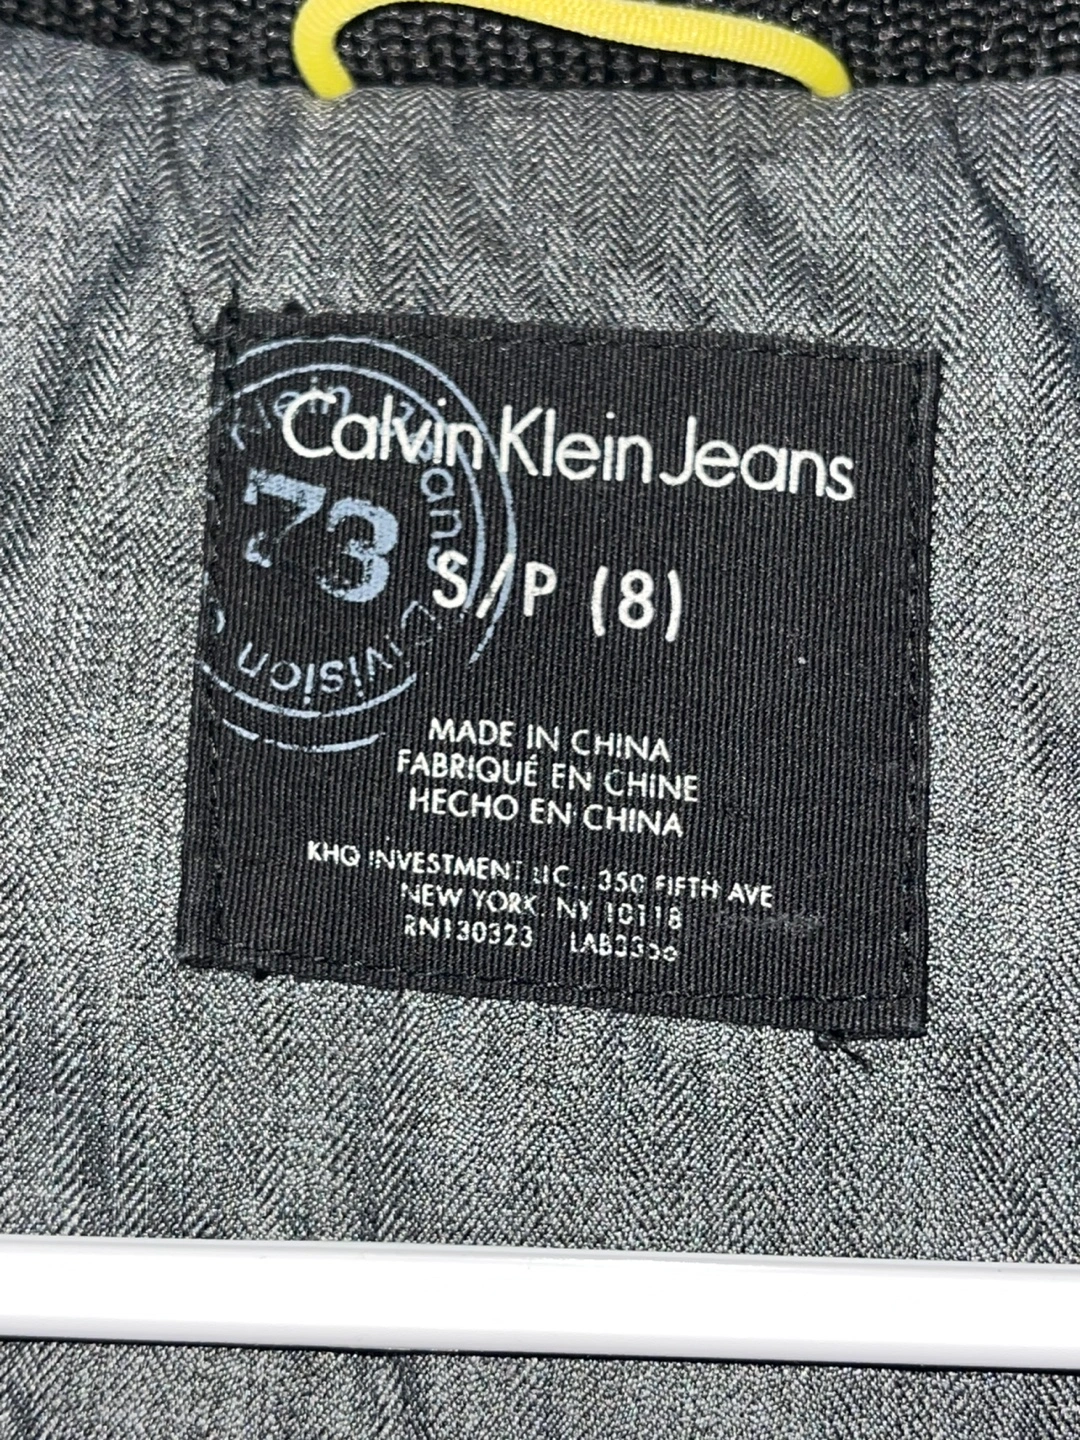 Calvin Klein Jeans
73
S/P (8)
MADE IN CHINA
FABRIQUÉ EN CHINE
HECHO EN CHINA
KHQ INVESTMENT LLC., 350 FIFTH AVE
NEW YORK, NY 10118
RN130323